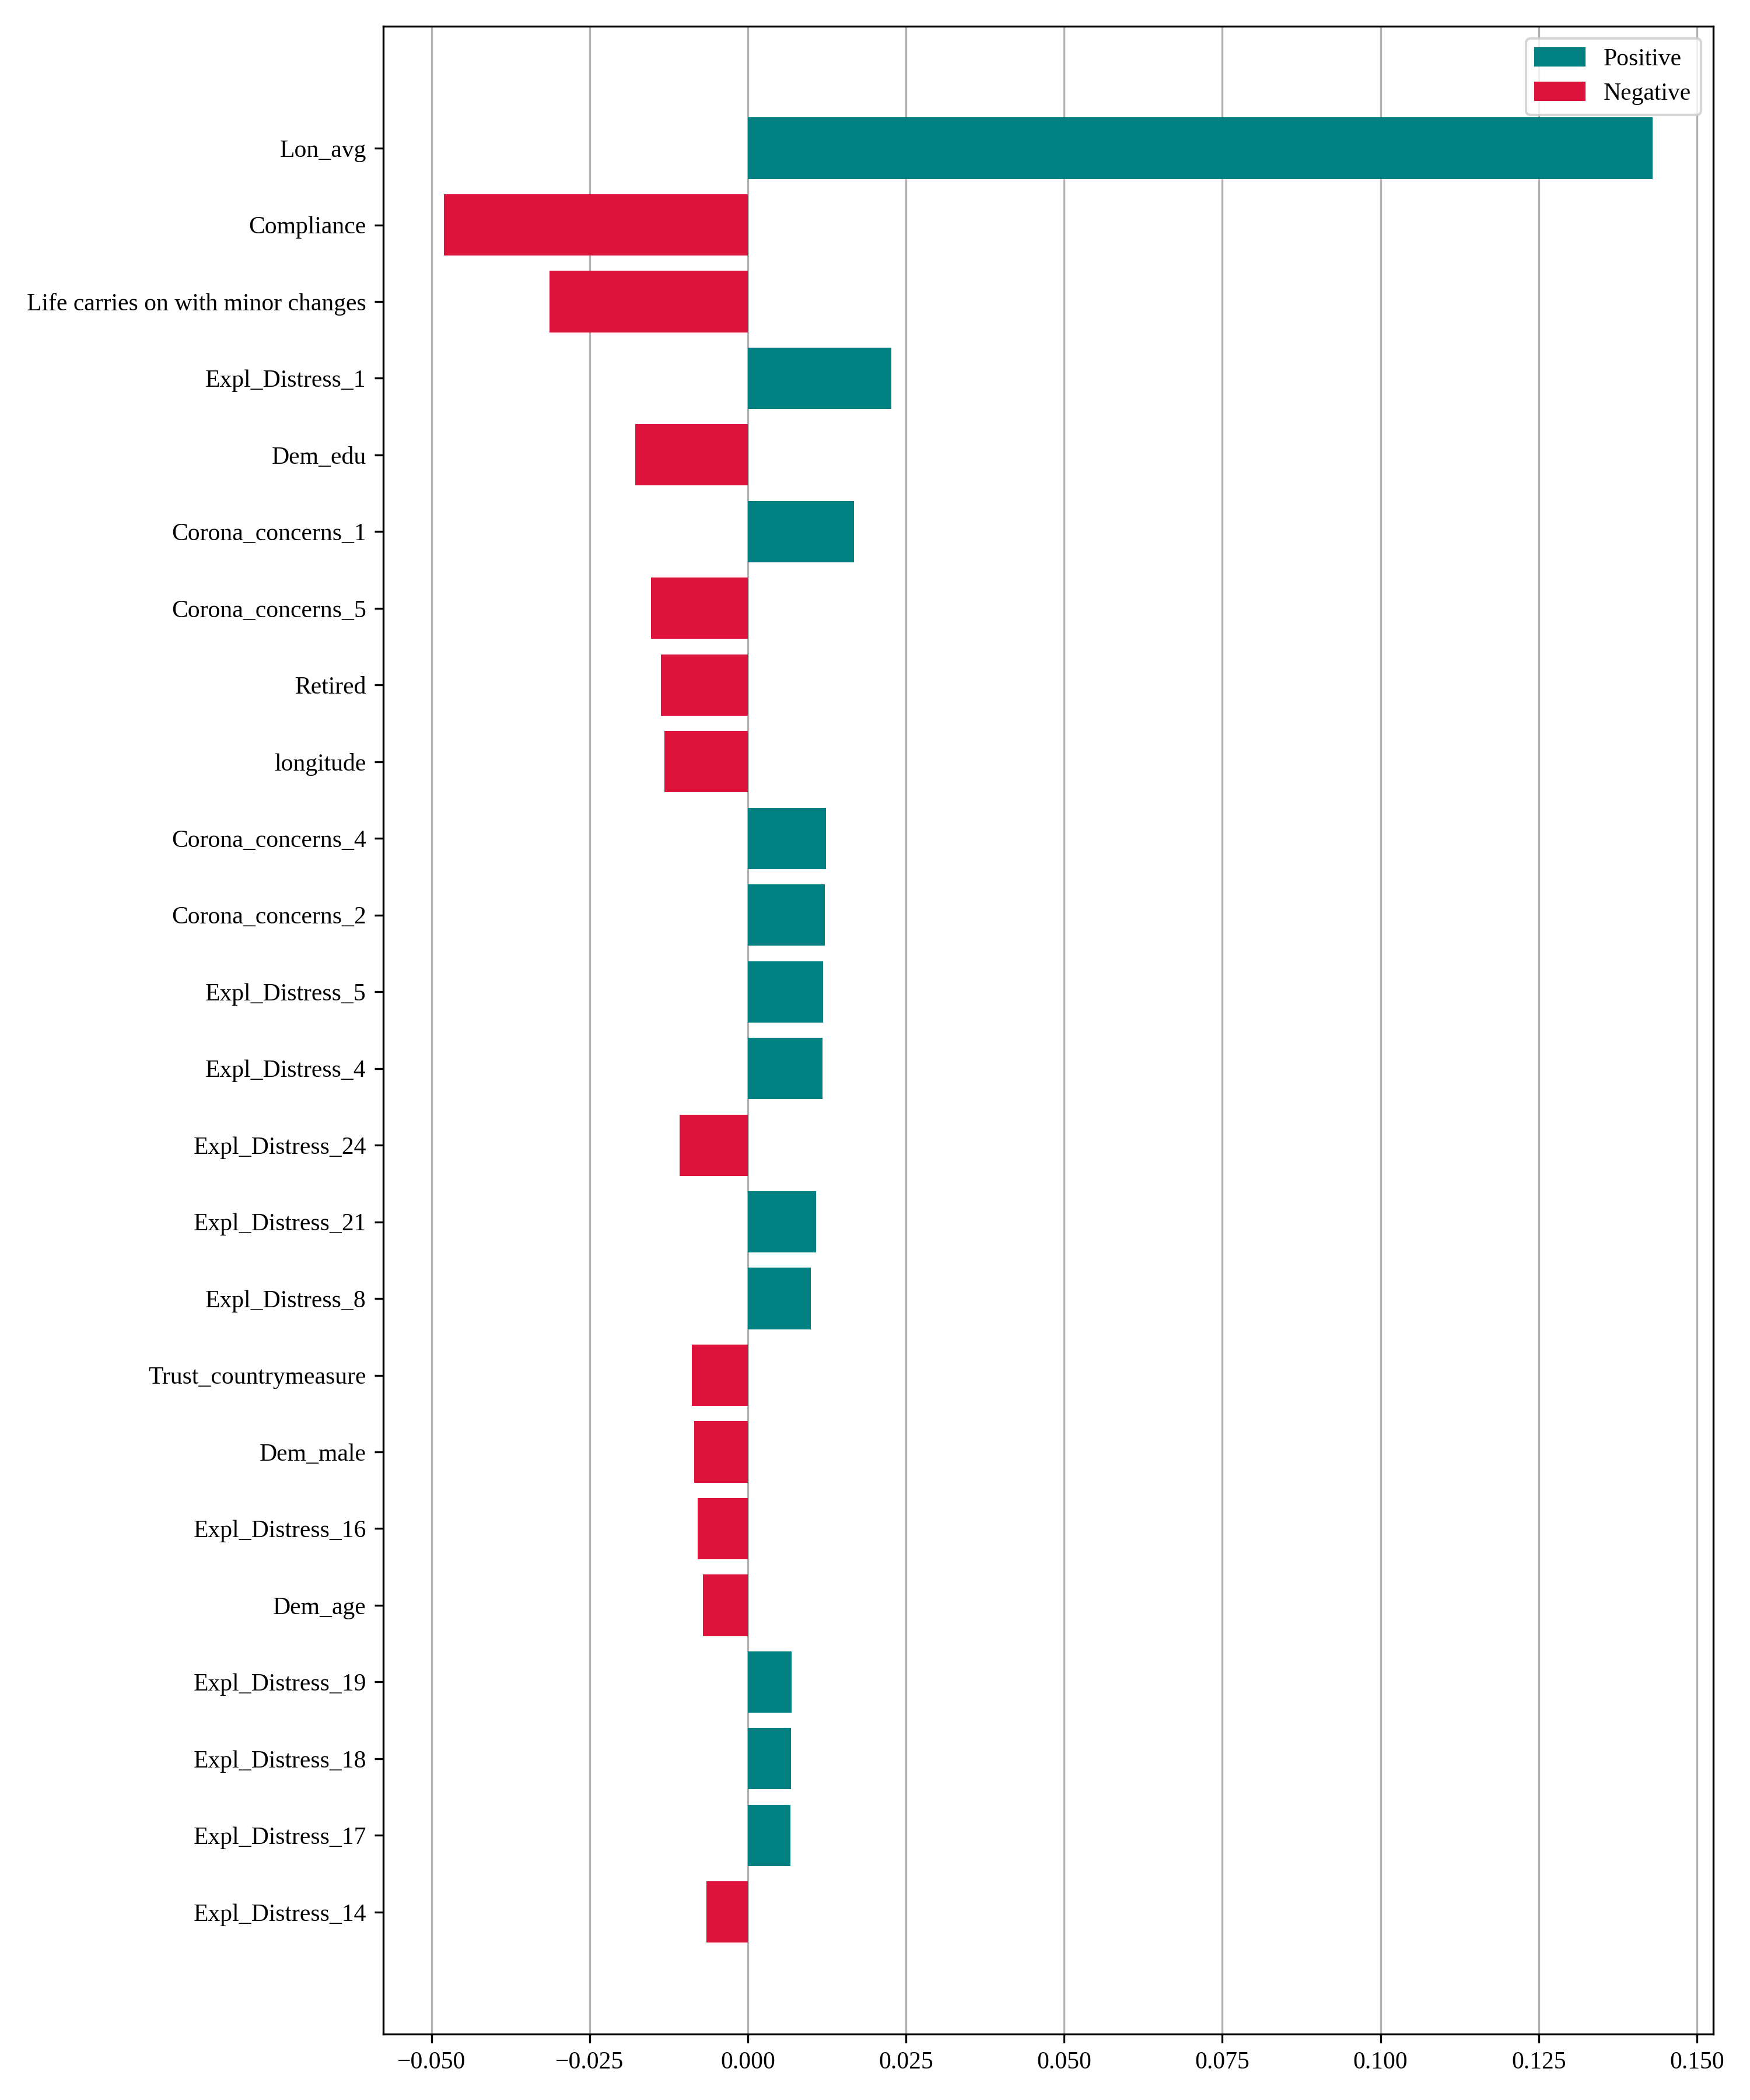 Positive
Negative
Lon_avg
Compliance
Life carries on with minor changes
Expl_Distress_1
Dem_edu
Corona_concerns_1
Corona_concerns_5
Retired
longitude
Corona_concerns_4
Corona_concerns_2
Expl_Distress_5
Expl_Distress_4
Expl_Distress_24
Expl_Distress_21
Expl_Distress_8
Trust_countrymeasure
Dem_male
Expl_Distress_16
Dem_age
Expl_Distress_19
Expl_Distress_18
Expl_Distress_17
Expl_Distress_14
−0.050 −0.025 0.000 0.025 0.050 0.075 0.100 0.125 0.150